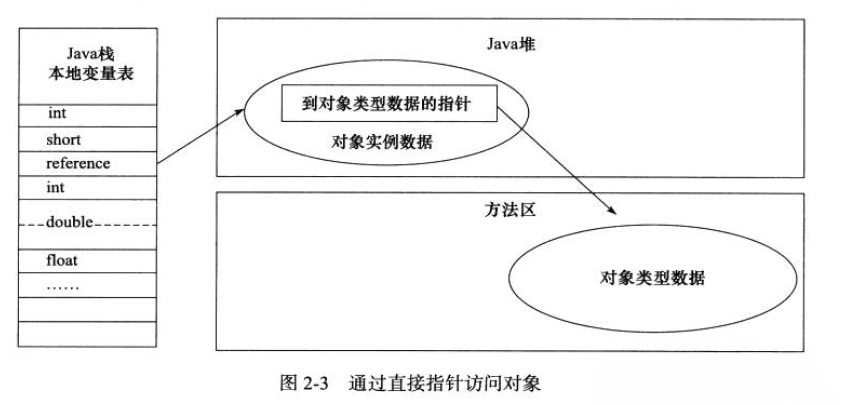 Java栈
本地变量表
int
short
reference
int
double
float
……
Java堆
到对象类型数据的指针
对象实例数据
方法区
对象类型数据
图 2-3 通过直接指针访问对象